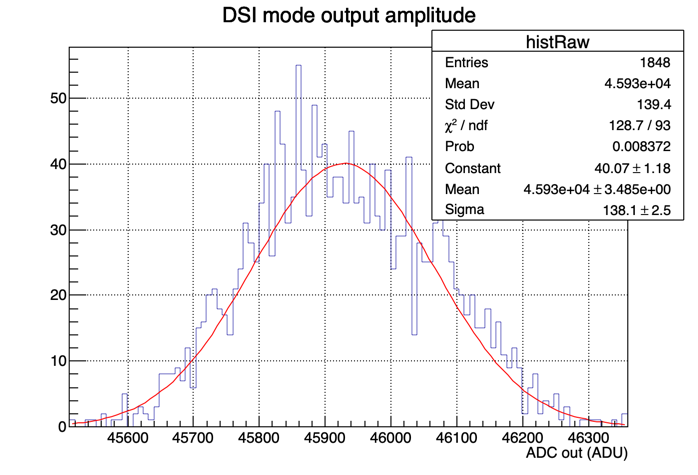 DSI mode output amplitude
histRaw
Entries 1848
Mean 4.593e+04
Std Dev 139.4
χ² / ndf 128.7 / 93
Prob 0.008372
Constant 40.07 ± 1.18
Mean 4.593e+04 ± 3.485e+00
Sigma 138.1 ± 2.5
50
40
30
20
10
0
45600 45700 45800 45900 46000 46100 46200 46300
ADC out (ADU)